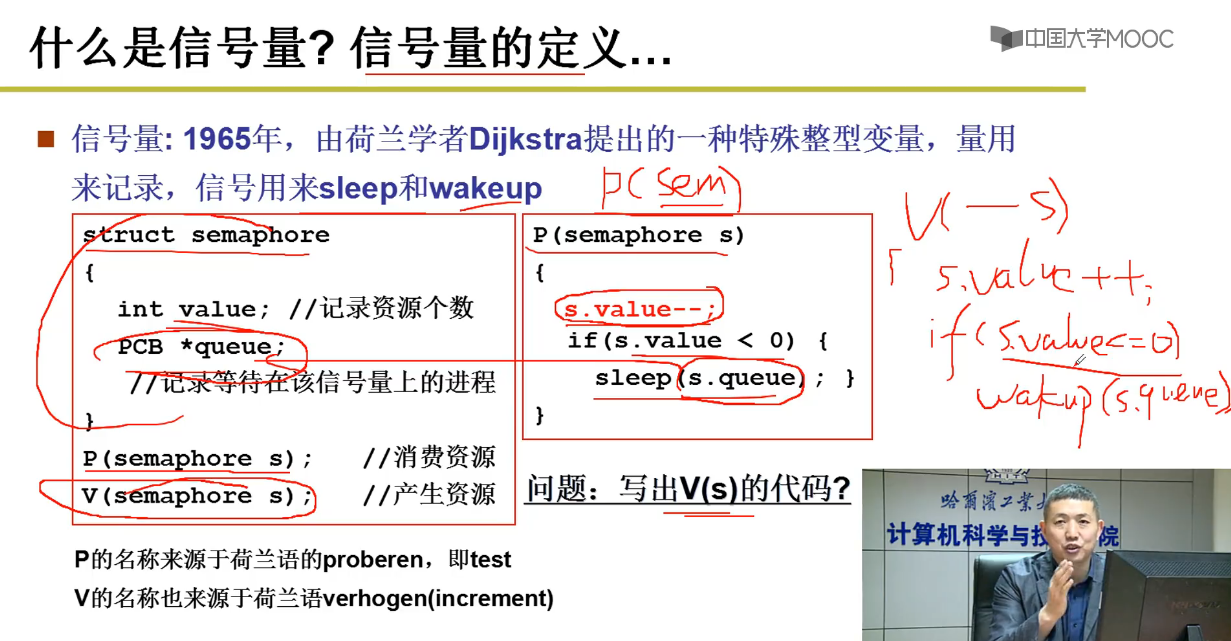 什么是信号量? 信号量的定义…
中国大学MOOC
■ 信号量: 1965年，由荷兰学者Dijkstra提出的一种特殊整型变量，量用
来记录，信号用来sleep和wakeup
P(sem)
struct semaphore
{
int value; //记录资源个数
PCB *queue;
//记录等待在该信号量上的进程
}
P(semaphore s); //消费资源
V(semaphore s); //产生资源
P(semaphore s)
{
s.value--;
if(s.value < 0) {
sleep(s.queue); }
}
V(— s)
s.value++;
if(s.value<=0)
wakup(s.queue)
问题：写出V(s)的代码?
P的名称来源于荷兰语的proberen，即test
V的名称也来源于荷兰语verhogen(increment)
哈爾濱工業大
计算机科学与技 院